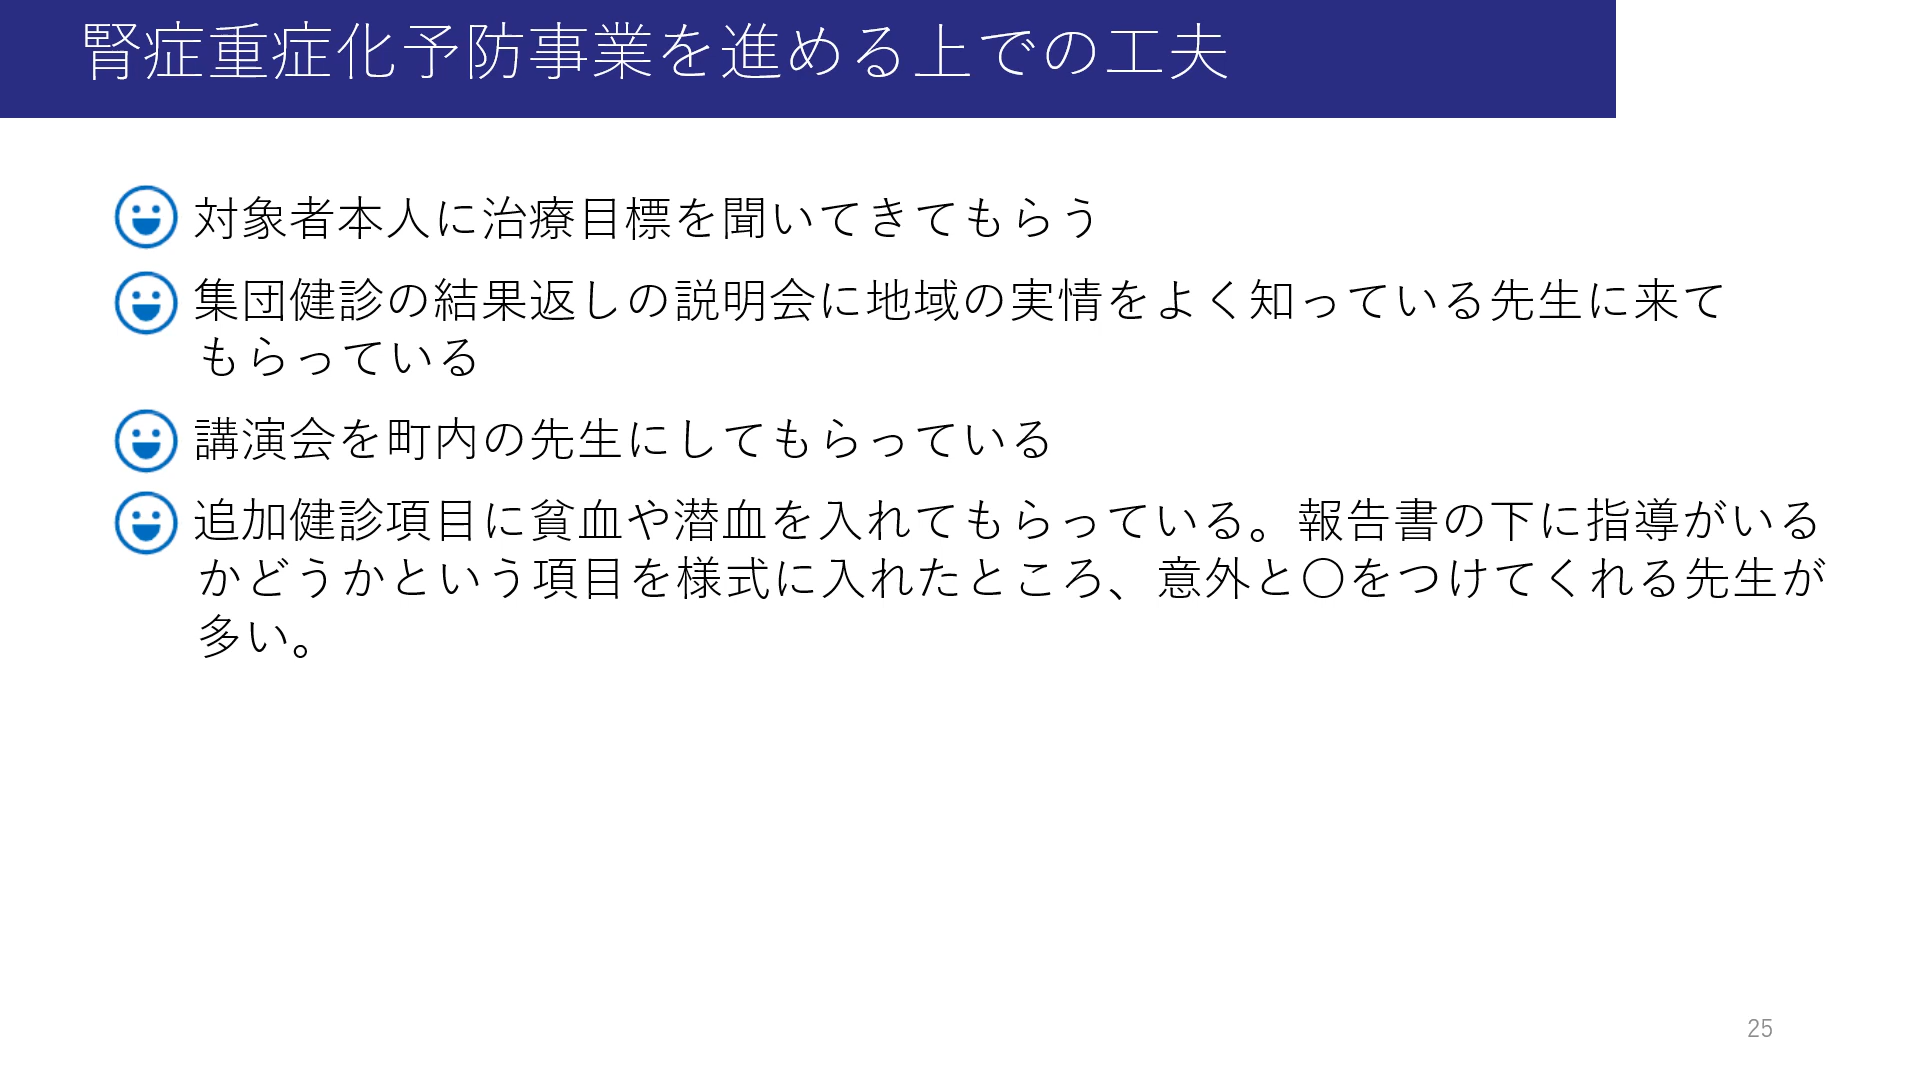 腎症重症化予防事業を進める上での工夫
対象者本人に治療目標を聞いてきてもらう
集団健診の結果返しの説明会に地域の実情をよく知っている先生に来て
もらっている
講演会を町内の先生にしてもらっている
追加健診項目に貧血や潜血を入れてもらっている。報告書の下に指導がいる
かどうかという項目を様式に入れたところ、意外と〇をつけてくれる先生が
多い。
25